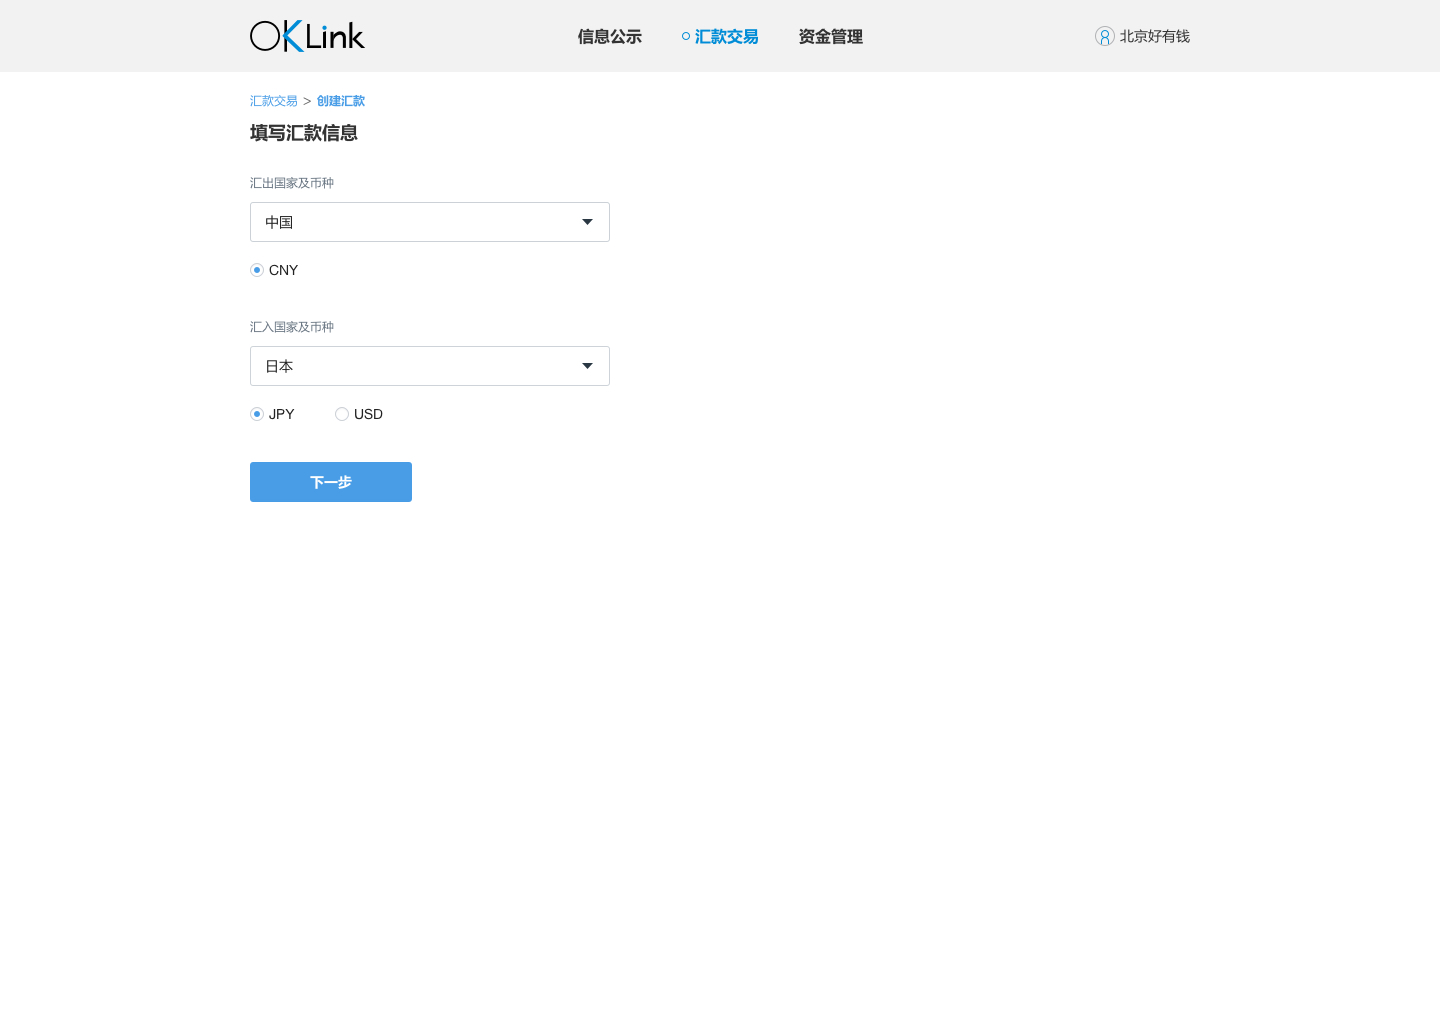 OKLink
信息公示 汇款交易 资金管理
北京好有钱
汇款交易 > 创建汇款
填写汇款信息
汇出国家及币种
中国
CNY
汇入国家及币种
日本
JPY USD
下一步